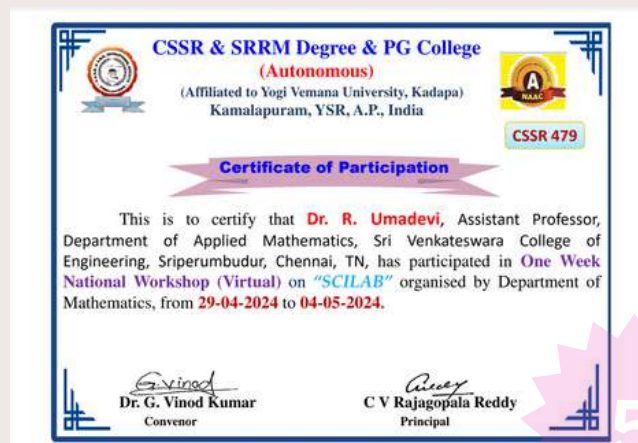 CSSR & SRRM Degree & PG College
(Autonomous)
(Affiliated to Yogi Vemana University, Kadapa)
Kamalapuram, YSR, A.P., India
A
NAAC
CSSR 479
Certificate of Participation
This is to certify that Dr. R. Umadevi, Assistant Professor,
Department of Applied Mathematics, Sri Venkateswara College of
Engineering, Sriperumbudur, Chennai, TN, has participated in One Week
National Workshop (Virtual) on “SCILAB” organised by Department of
Mathematics, from 29-04-2024 to 04-05-2024.
G. Vinod
Dr. G. Vinod Kumar
Convenor
C V Rajagopala Reddy
Principal
5